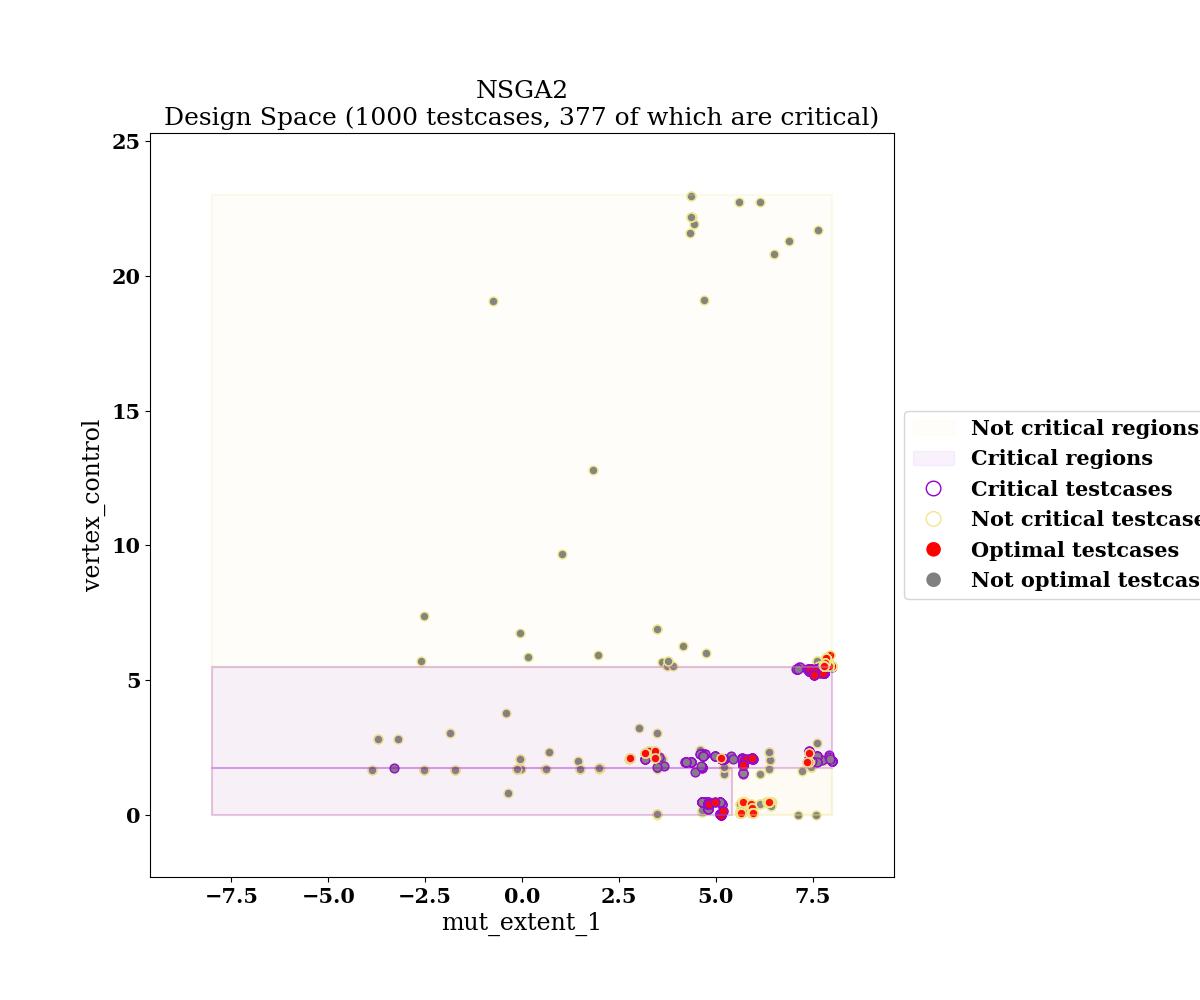 NSGA2
Design Space (1000 testcases, 377 of which are critical)
25
20
15
10
5
0
vertex_control
−7.5
−5.0
−2.5
0.0
2.5
5.0
7.5
mut_extent_1
Not critical regions
Critical regions
Critical testcases
Not critical testcase
Optimal testcases
Not optimal testcas